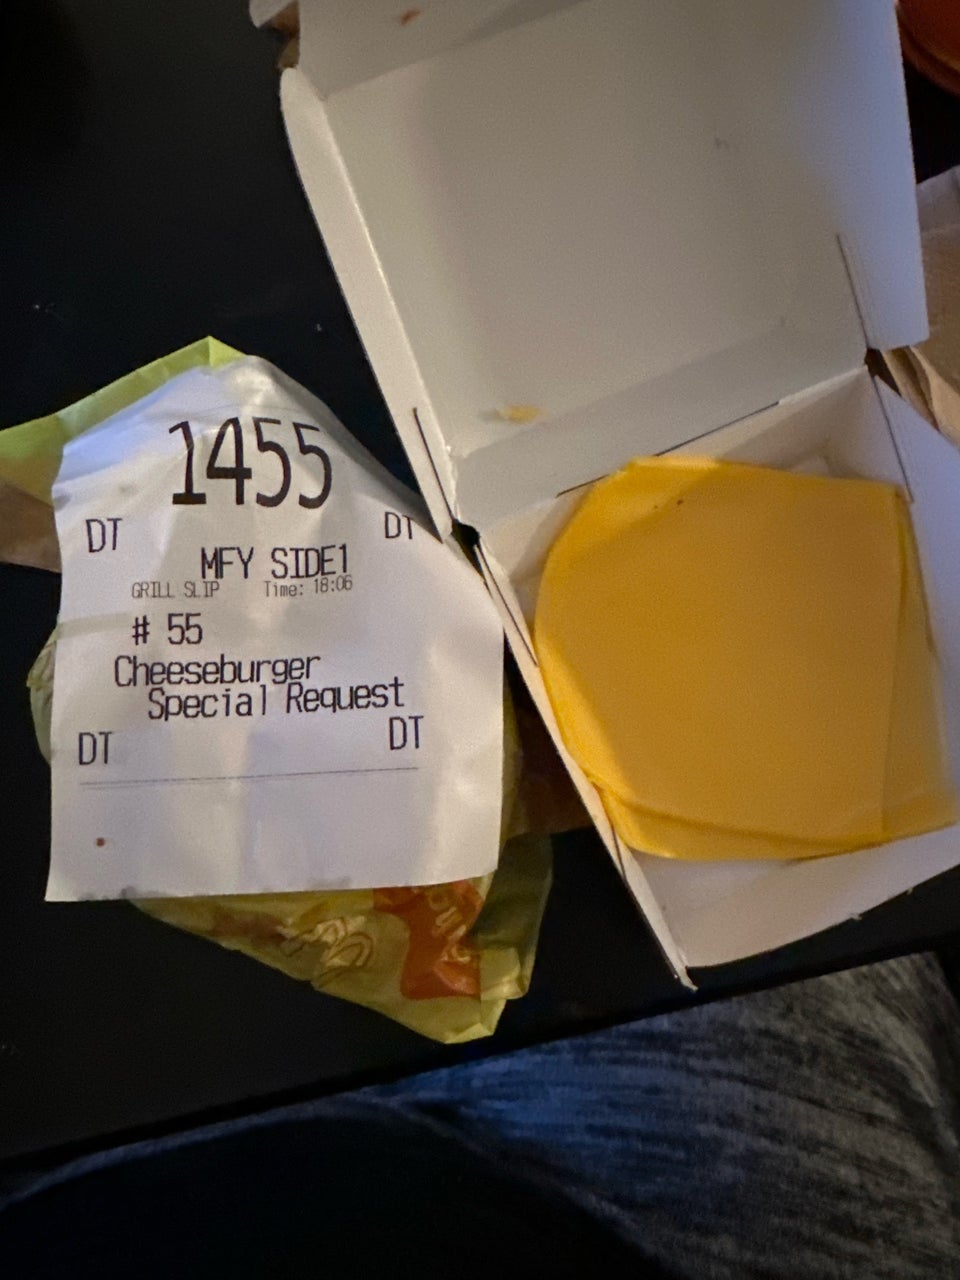 1455
DT DT
MFY SIDE1
GRILL SLIP Time: 18:06
# 55
Cheeseburger
Special Request
DT DT